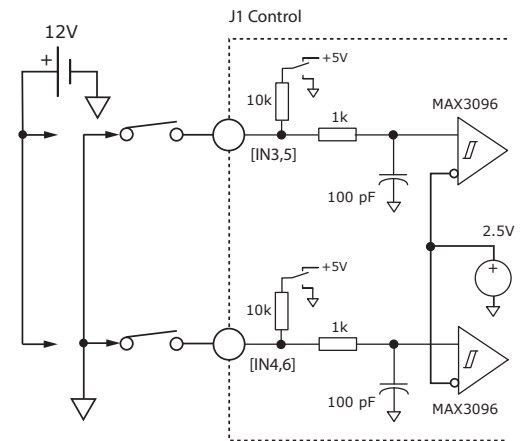 J1 Control
12V
+
+5V
10k
1k
MAX3096
[IN3,5]
100 pF
2.5V
+
+5V
10k
1k
[IN4,6]
100 pF
MAX3096